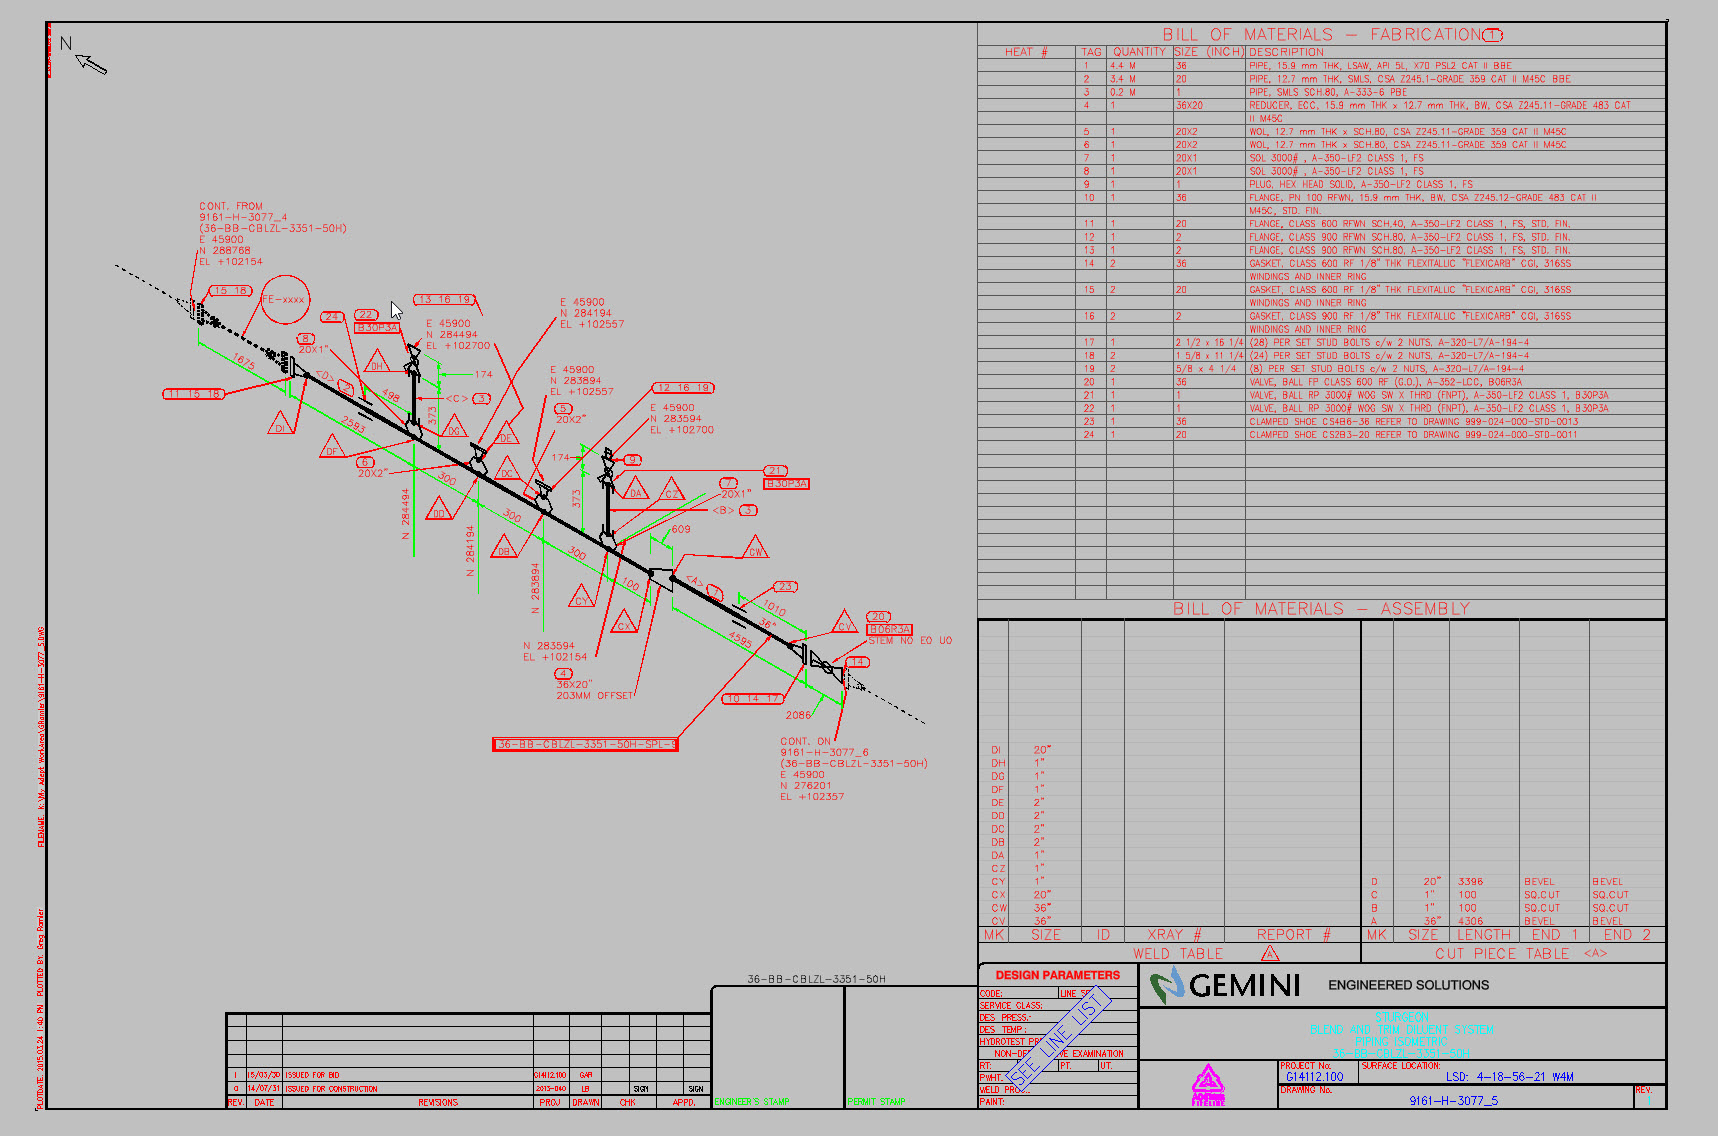 N
CONT. FROM
9161-H-3077_4
(36-BB-CBLZL-3351-50H)
E 45900
N 288768
EL +102154
15 18
FE-xxxx
24
22
B30P3A
13 16 19
E 45900
N 284494
EL +102700
E 45900
N 284194
EL +102557
8
20X1"
1675
DH
174
<D> 2
498
<C> 3
373
11 15 18
DI
2593
DG
DF
DE
6
20X2"
E 45900
N 283894
EL +102557
5
20X2"
12 16 19
E 45900
N 283594
EL +102700
174
9
21
B30P3A
300
DC
DA
CZ
7
20X1"
373
<B> 3
N 284494
DD
300
609
N 284194
DB
300
CW
N 283894
100
<A> 1
23
CY
1010
CX
36"
4595
CV
20
B06R3A
STEM NO EO UO
14
N 283594
EL +102154
4
36X20"
203MM OFFSET
10 14 17
2086
36-BB-CBLZL-3351-50H-SPL-9
CONT. ON
9161-H-3077_6
(36-BB-CBLZL-3351-50H)
E 45900
N 276201
EL +102357
BILL OF MATERIALS - FABRICATION 1
HEAT # TAG QUANTITY SIZE (INCH) DESCRIPTION
1 4.4 M 36 PIPE, 15.9 mm THK, LSAW, API 5L, X70 PSL2 CAT II BBE
2 3.4 M 20 PIPE, 12.7 mm THK, SMLS, CSA Z245.1-GRADE 359 CAT II M45C BBE
3 0.2 M 1 PIPE, SMLS SCH.80, A-333-6 PBE
4 1 36X20 REDUCER, ECC, 15.9 mm THK x 12.7 mm THK, BW, CSA Z245.11-GRADE 483 CAT
II M45C
5 1 20X2 WOL, 12.7 mm THK x SCH.80, CSA Z245.11-GRADE 359 CAT II M45C
6 1 20X2 WOL, 12.7 mm THK x SCH.80, CSA Z245.11-GRADE 359 CAT II M45C
7 1 20X1 SOL 3000# , A-350-LF2 CLASS 1, FS
8 1 20X1 SOL 3000# , A-350-LF2 CLASS 1, FS
9 1 1 PLUG, HEX HEAD SOLID, A-350-LF2 CLASS 1, FS
10 1 36 FLANGE, PN 100 RFWN, 15.9 mm THK, BW, CSA Z245.12-GRADE 483 CAT II
M45C, STD. FIN.
11 1 20 FLANGE, CLASS 600 RFWN SCH.40, A-350-LF2 CLASS 1, FS, STD. FIN.
12 1 2 FLANGE, CLASS 900 RFWN SCH.80, A-350-LF2 CLASS 1, FS, STD. FIN.
13 1 2 FLANGE, CLASS 900 RFWN SCH.80, A-350-LF2 CLASS 1, FS, STD. FIN.
14 2 36 GASKET, CLASS 600 RF 1/8" THK FLEXITALLIC "FLEXICARB" CGI, 316SS
WINDINGS AND INNER RING
15 2 20 GASKET, CLASS 600 RF 1/8" THK FLEXITALLIC "FLEXICARB" CGI, 316SS
WINDINGS AND INNER RING
16 2 2 GASKET, CLASS 900 RF 1/8" THK FLEXITALLIC "FLEXICARB" CGI, 316SS
WINDINGS AND INNER RING
17 1 2 1/2 x 16 1/4 (28) PER SET STUD BOLTS c/w 2 NUTS, A-320-L7/A-194-4
18 2 1 5/8 x 11 1/4 (24) PER SET STUD BOLTS c/w 2 NUTS, A-320-L7/A-194-4
19 2 5/8 x 4 1/4 (8) PER SET STUD BOLTS c/w 2 NUTS, A-320-L7/A-194-4
20 1 36 VALVE, BALL FP CLASS 600 RF (G.O.), A-352-LCC, B06R3A
21 1 1 VALVE, BALL RP 3000# WOG SW X THRD (FNPT), A-350-LF2 CLASS 1, B30P3A
22 1 1 VALVE, BALL RP 3000# WOG SW X THRD (FNPT), A-350-LF2 CLASS 1, B30P3A
23 1 36 CLAMPED SHOE CS4B6-36 REFER TO DRAWING 999-024-000-STD-0013
24 1 20 CLAMPED SHOE CS2B3-20 REFER TO DRAWING 999-024-000-STD-0011
BILL OF MATERIALS - ASSEMBLY
DI 20"
DH 1"
DG 1"
DF 1"
DE 2"
DD 2"
DC 2"
DB 2"
DA 1"
CZ 1"
CY 1"
CX 20"
CW 36"
CV 36"
MK SIZE ID XRAY # REPORT #
WELD TABLE A
D 20" 3396 BEVEL BEVEL
C 1" 100 SQ.CUT SQ.CUT
B 1" 100 SQ.CUT SQ.CUT
A 36" 4306 BEVEL BEVEL
MK SIZE LENGTH END 1 END 2
CUT PIECE TABLE <A>
DESIGN PARAMETERS
CODE:
SERVICE CLASS:
DES PRESS.:
DES TEMP:
EXAMINATION
RT: PT. UT.
PWHT.
PAINT:
SEE LINE LIST
GEMINI ENGINEERED SOLUTIONS
STURGEON
BLEND AND TRIM DILUENT SYSTEM
PIPING ISOMETRIC
36-BB-CBLZL-3351-50H
PROJECT No.
G14112.100
SURFACE LOCATION:
LSD: 4-18-56-21 W4M
DRAWING No.
9161-H-3077_5
REV.
36-BB-CBLZL-3351-50H
ENGINEER'S STAMP
PERMIT STAMP
1 15/03/30 ISSUED FOR BID G14112.100 GAR
0 14/07/31 ISSUED FOR CONSTRUCTION 2013-040 LB SIGN SIGN
REV. DATE REVISIONS PROJ DRAWN CHK APPD.
PLOTDATE: 2015.03.24 1:40 PM PLOTTED BY: Greg Ramler